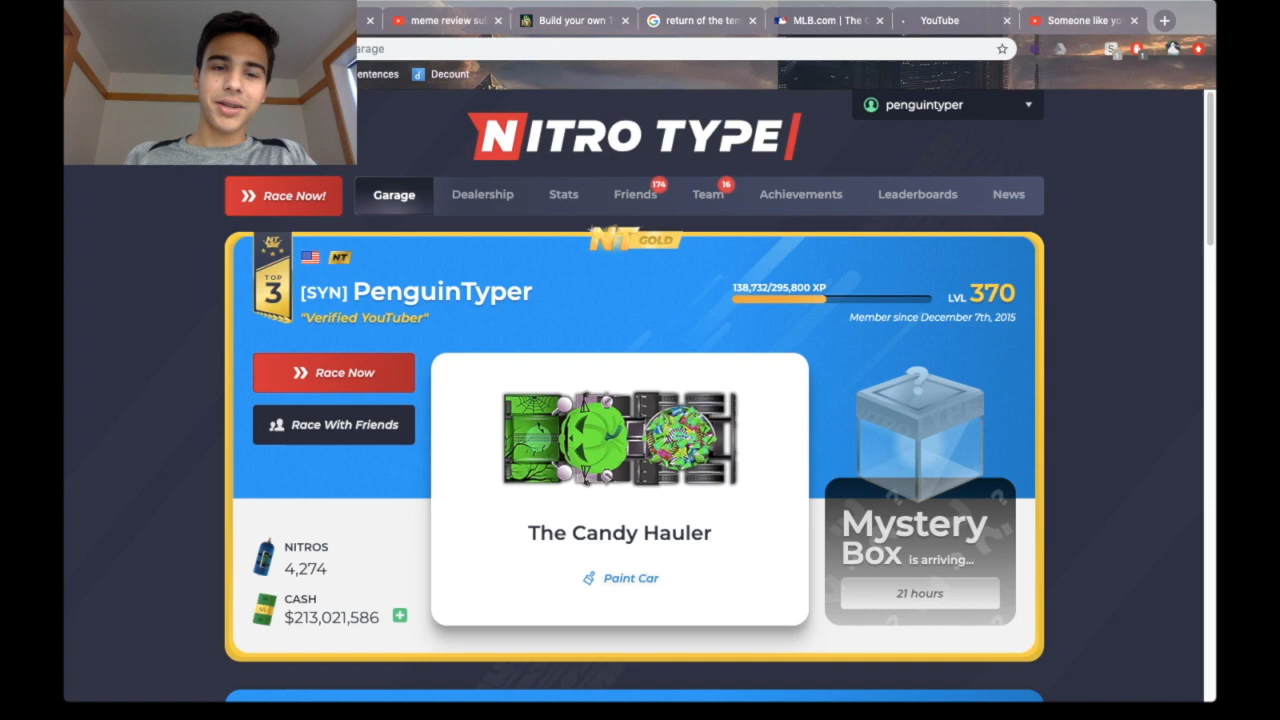 meme review sul
Build your own T
return of the tem
MLB.com | The O
YouTube
Someone like yo
arage
entences
Decount
penguintyper
NITRO TYPE
Race Now!
Garage
Dealership
Stats
Friends
174
Team
16
Achievements
Leaderboards
News
NT GOLD
NT
TOP
3
NT
[SYN] PenguinTyper
"Verified YouTuber"
138,732/295,800 XP
LVL 370
Member since December 7th, 2015
Race Now
Race With Friends
The Candy Hauler
Paint Car
?
Mystery
Box is arriving...
21 hours
NITROS
4,274
CASH
$213,021,586